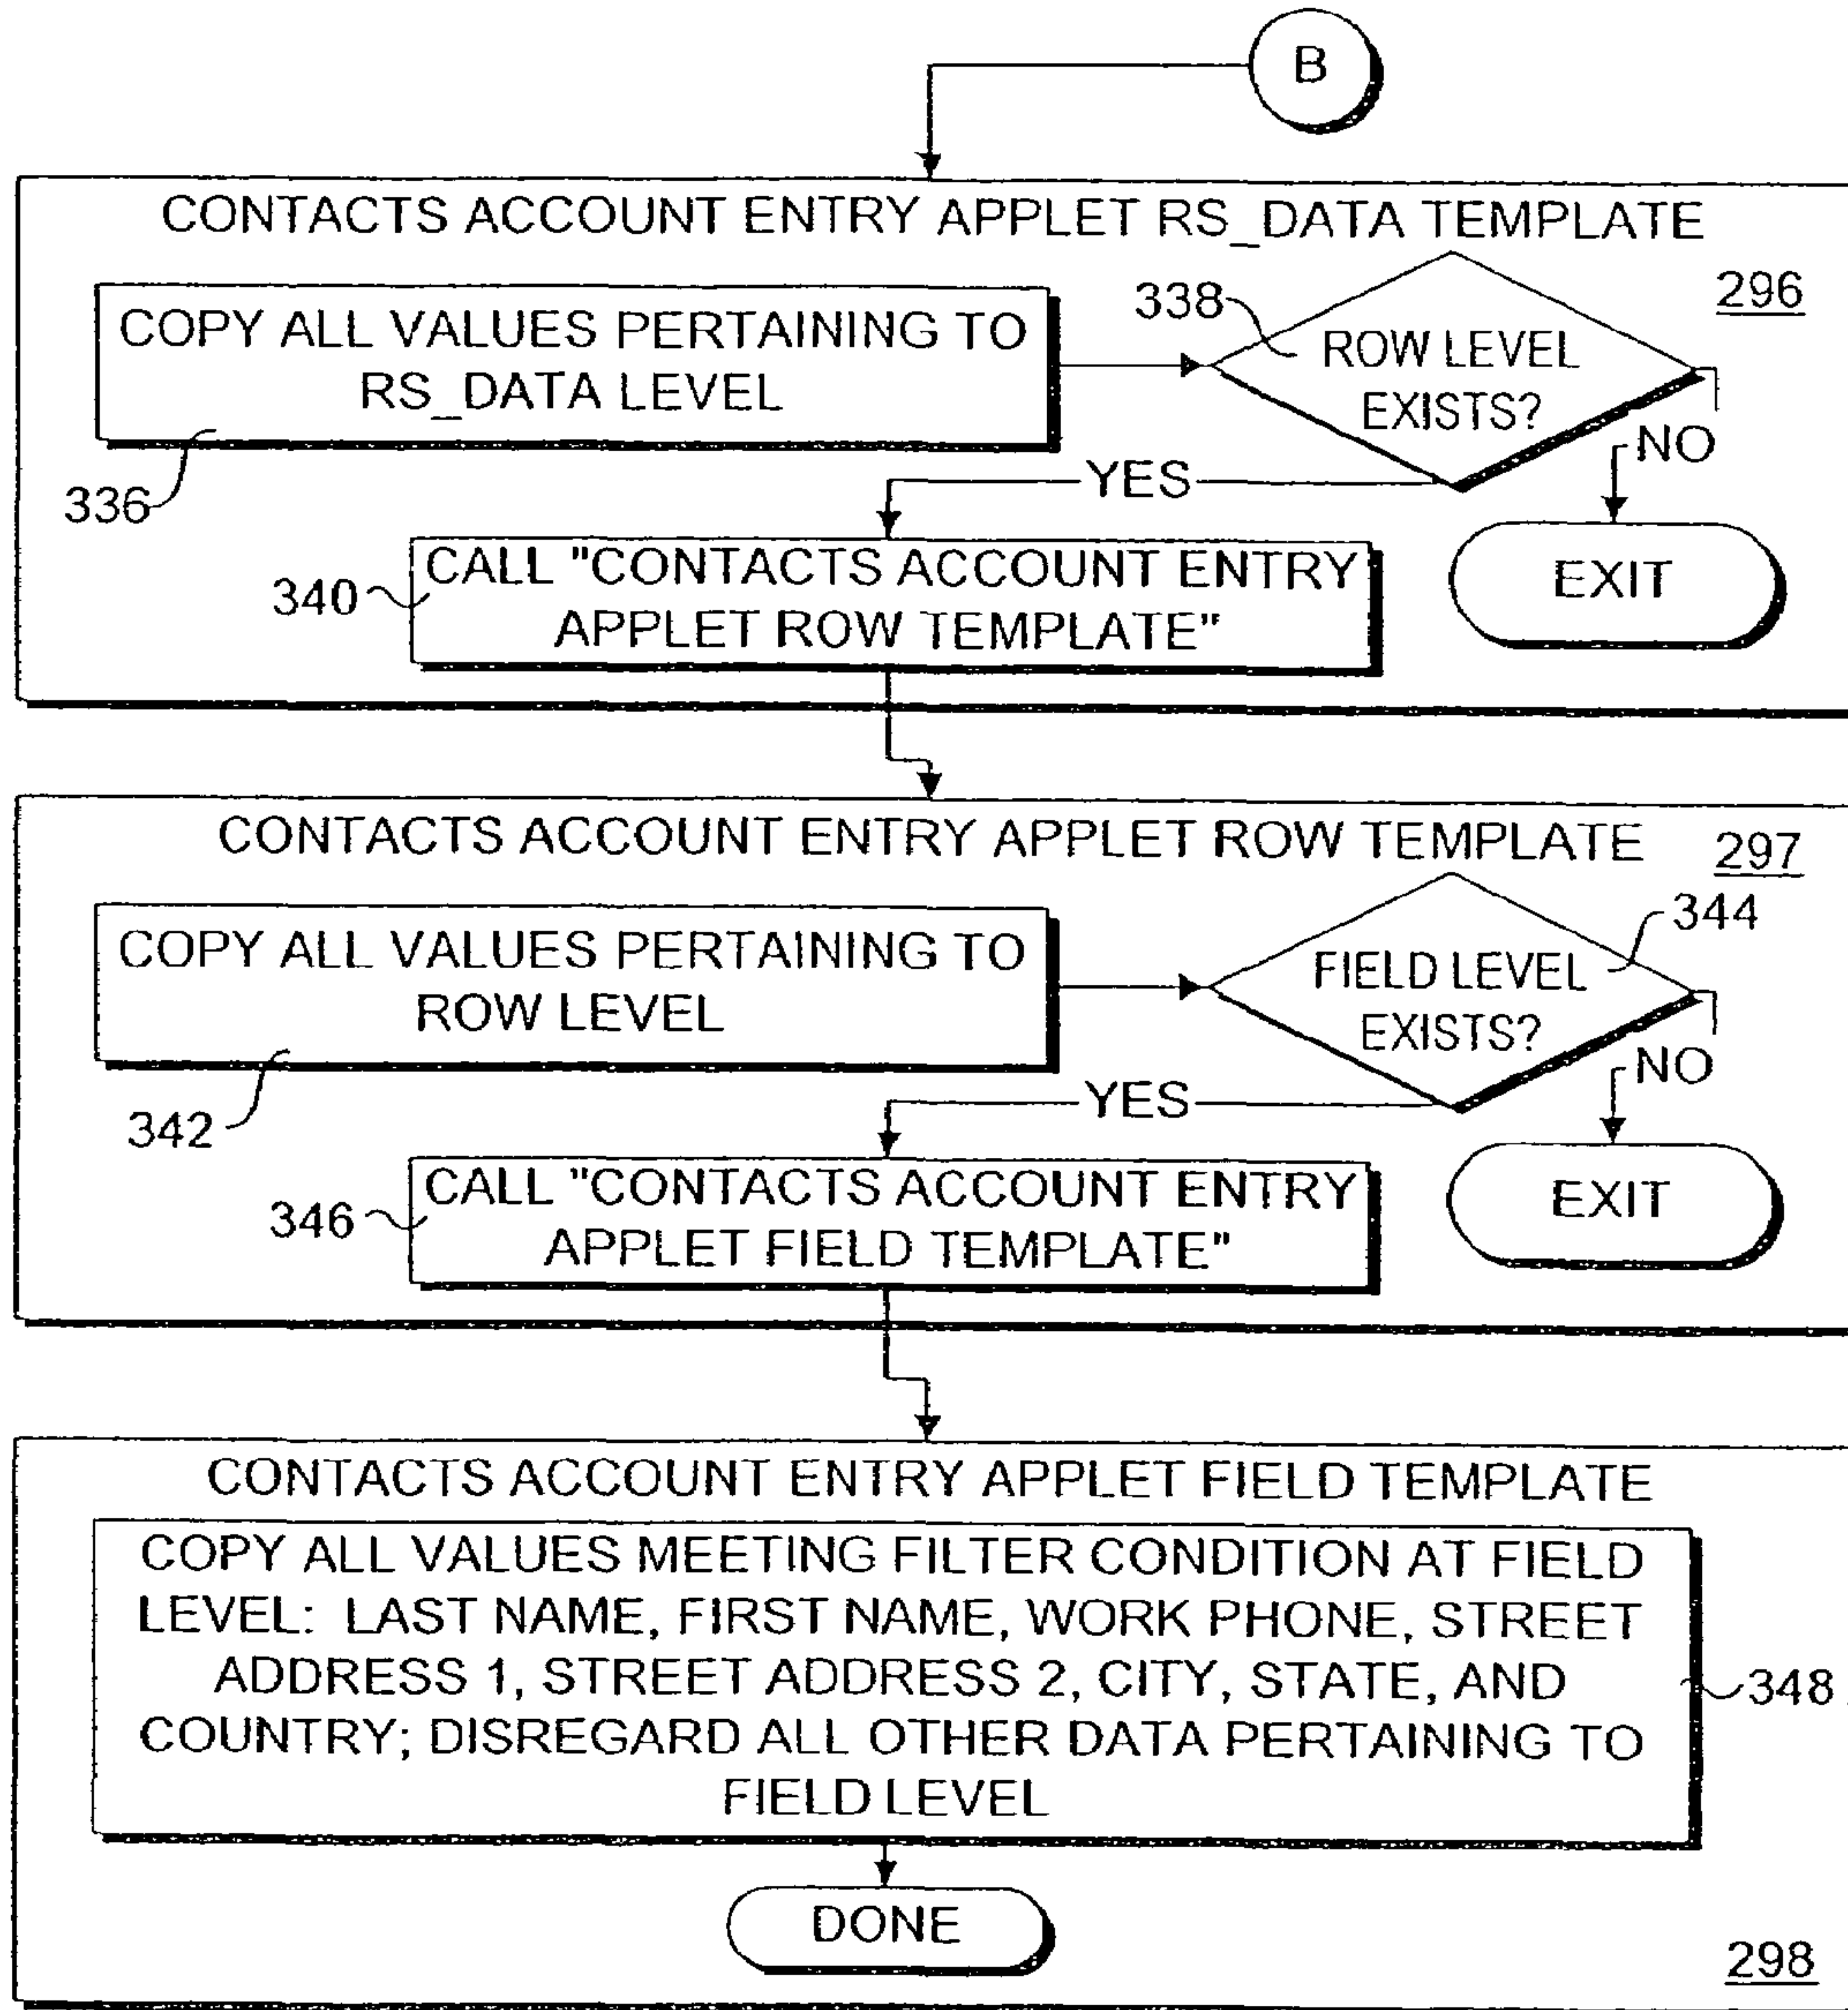 B
CONTACTS ACCOUNT ENTRY APPLET RS_DATA TEMPLATE
296
COPY ALL VALUES PERTAINING TO
RS_DATA LEVEL
336
338
ROW LEVEL
EXISTS?
NO
YES
EXIT
340
CALL "CONTACTS ACCOUNT ENTRY
APPLET ROW TEMPLATE"
CONTACTS ACCOUNT ENTRY APPLET ROW TEMPLATE
297
COPY ALL VALUES PERTAINING TO
ROW LEVEL
342
344
FIELD LEVEL
EXISTS?
NO
YES
EXIT
346
CALL "CONTACTS ACCOUNT ENTRY
APPLET FIELD TEMPLATE"
CONTACTS ACCOUNT ENTRY APPLET FIELD TEMPLATE
COPY ALL VALUES MEETING FILTER CONDITION AT FIELD
LEVEL: LAST NAME, FIRST NAME, WORK PHONE, STREET
ADDRESS 1, STREET ADDRESS 2, CITY, STATE, AND
COUNTRY; DISREGARD ALL OTHER DATA PERTAINING TO
FIELD LEVEL
348
DONE
298